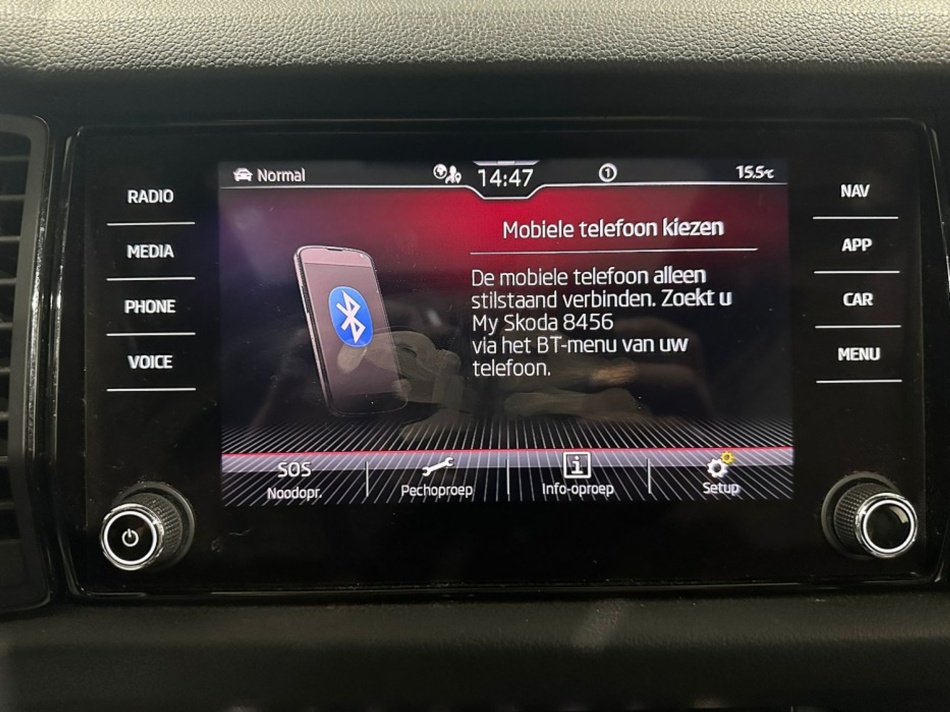 Normal
14:47
1
15.5°C
RADIO
MEDIA
PHONE
VOICE
NAV
APP
CAR
MENU
Mobiele telefoon kiezen
De mobiele telefoon alleen
stilstaand verbinden. Zoekt u
My Skoda 8456
via het BT-menu van uw
telefoon.
SOS
Noodopr.
Pechoproep
i
Info-oproep
Setup